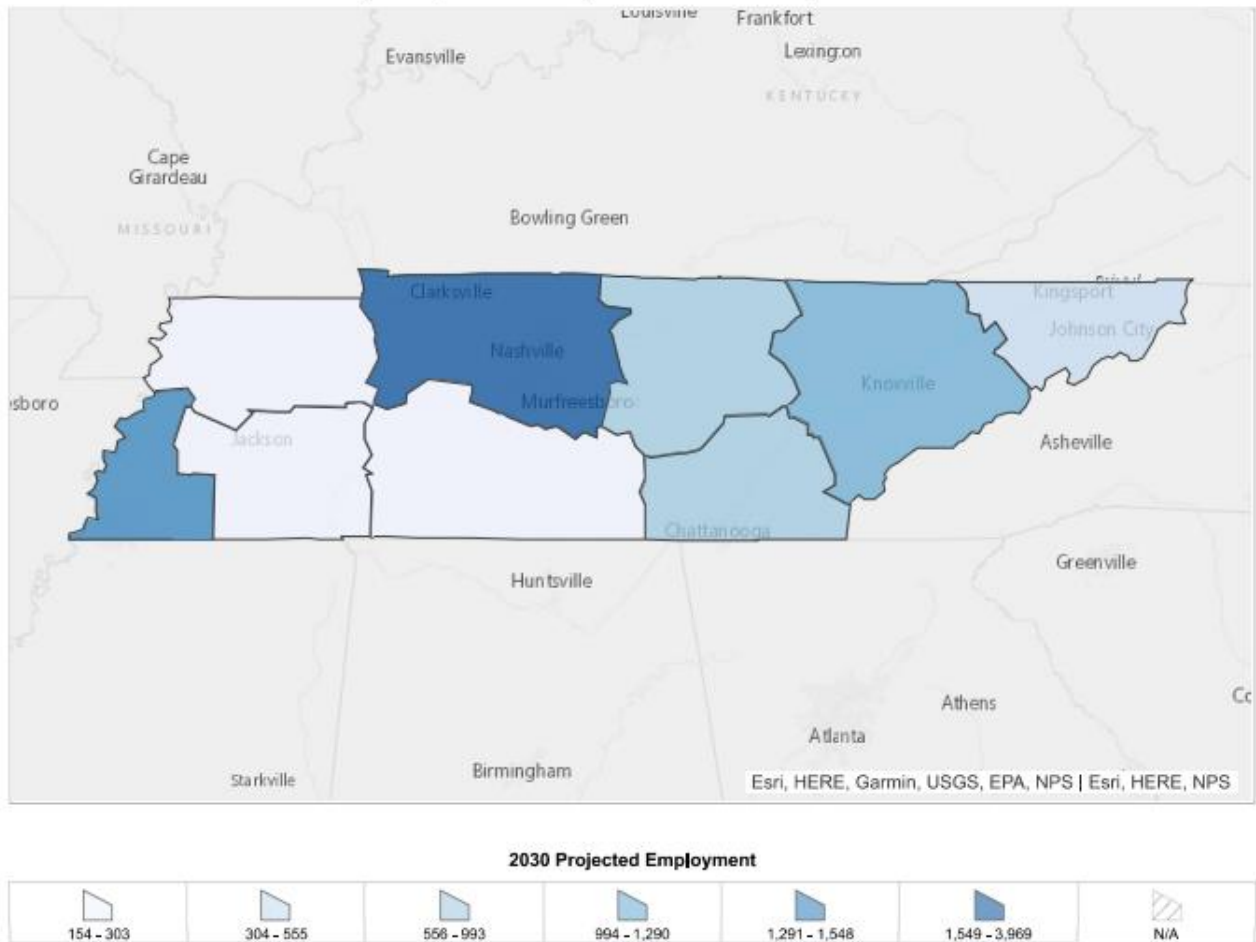 Louisville
Frankfort
Evansville
Lexington
KENTUCKY
Cape
Girardeau
MISSOURI
Bowling Green
Clarksville
Kingsport
Johnson City
Nashville
Knoxville
sboro
Murfreesboro
Jackson
Asheville
Chattanooga
Huntsville
Greenville
Athens
Cc
Atlanta
Birmingham
Starkville
Esri, HERE, Garmin, USGS, EPA, NPS | Esri, HERE, NPS
2030 Projected Employment
154 - 303 304 - 555 556 - 993 994 - 1,290 1,291 - 1,548 1,549 - 3,969 N/A